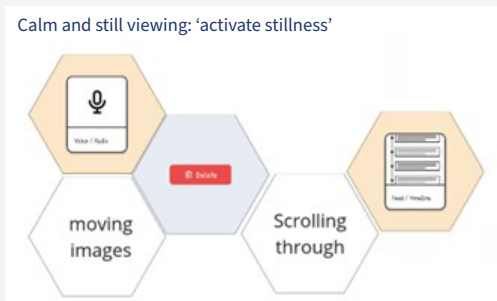 Calm and still viewing: ‘activate stillness’
Voice / Audio
Delete
moving
images
Scrolling
through
Feed / Timeline